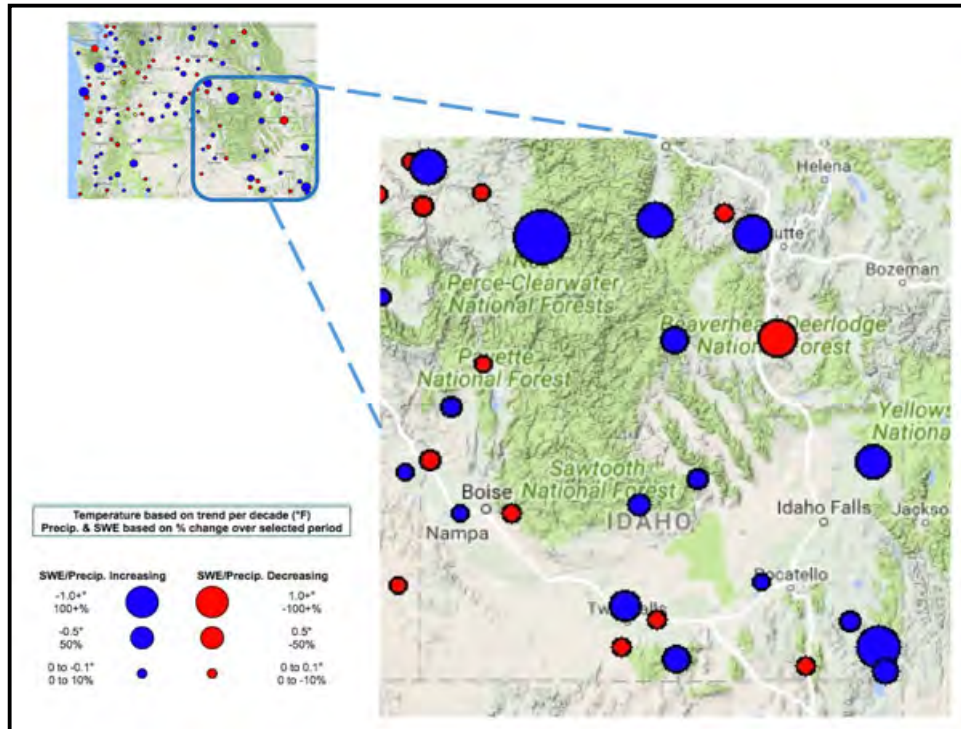 Helena
utte
Bozeman
Perce-Clearwater
National Forests
Beaverhead Deerlodge
National Forest
Payette
National Forest
Yellows
National
Sawtooth
National Forest
Boise
IDAHO
Idaho Falls
Jackso
Nampa
Pocatello
Twin Falls
Temperature based on trend per decade (°F)
Precip. & SWE based on % change over selected period
SWE/Precip. Increasing
SWE/Precip. Decreasing
-1.0+°
100+%
1.0+°
-100+%
-0.5°
50%
0.5°
-50%
0 to -0.1°
0 to 10%
0 to 0.1°
0 to -10%